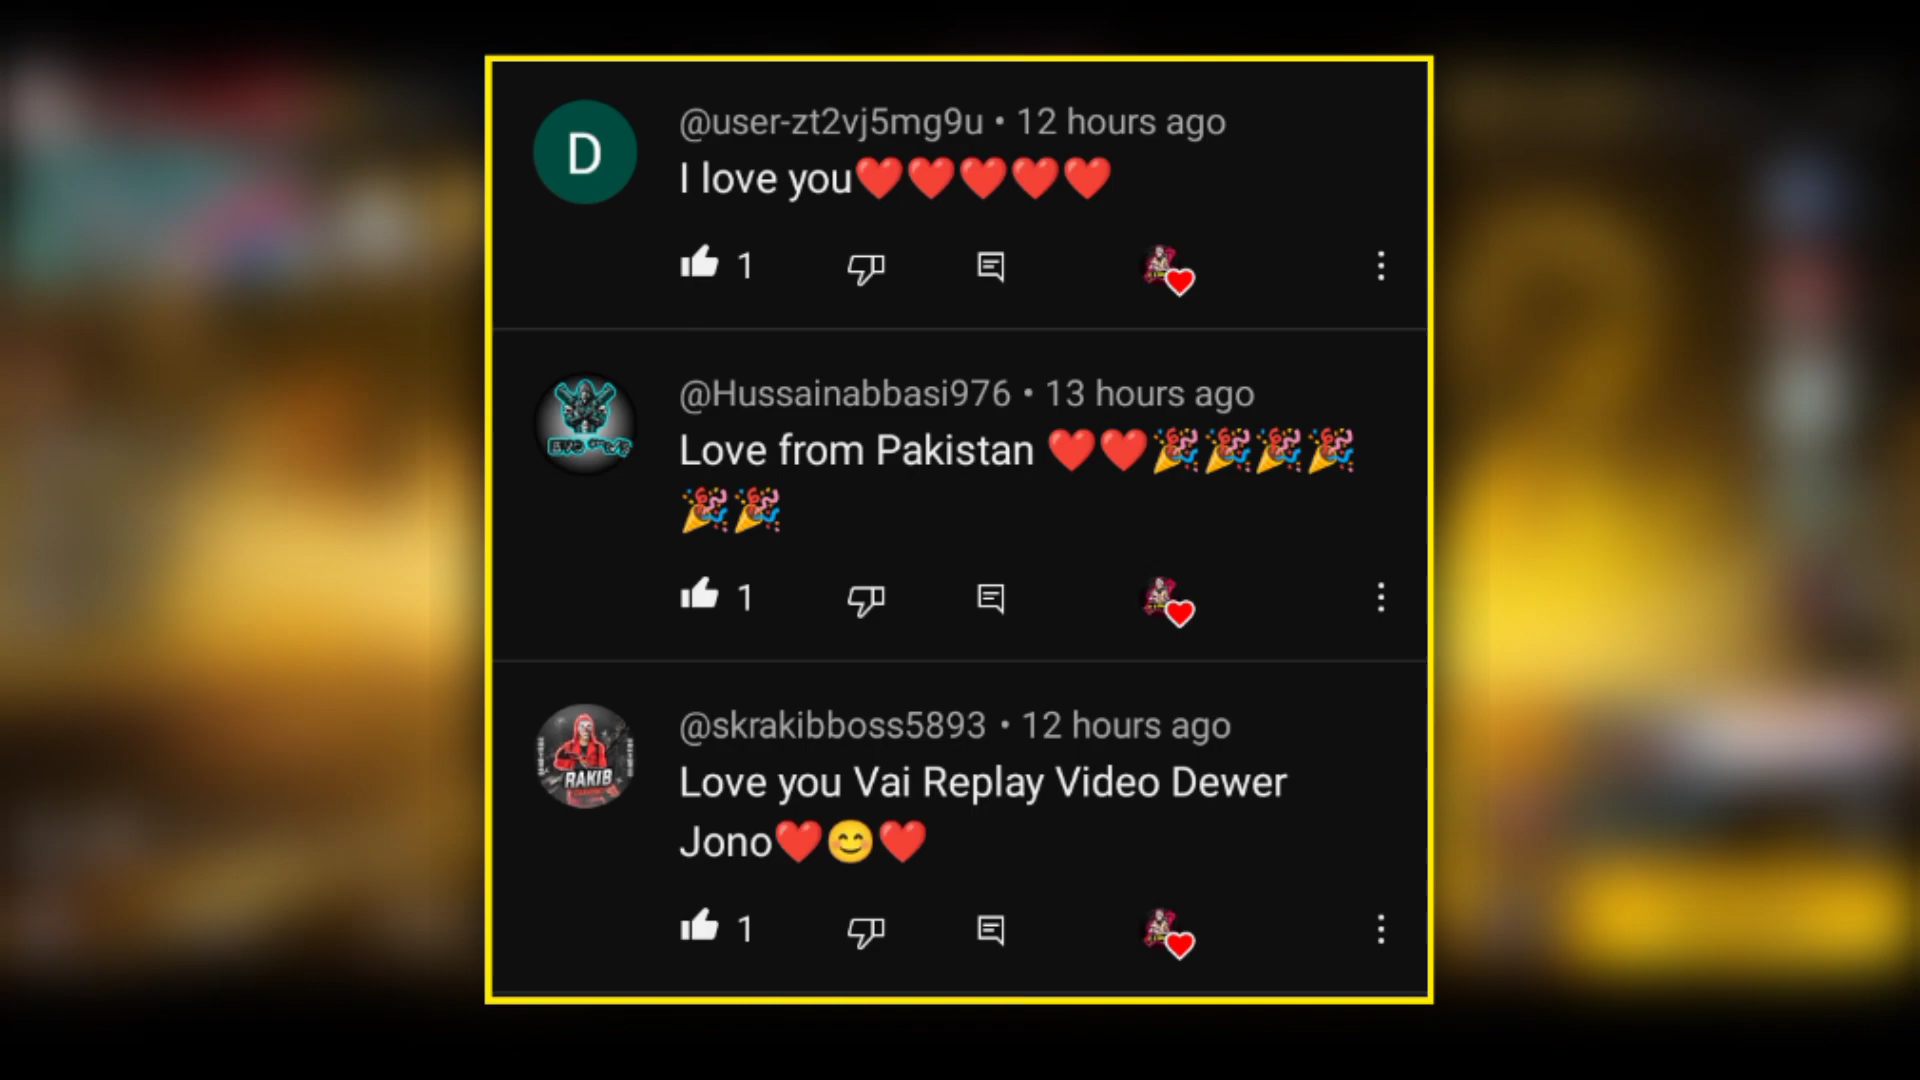 D
@user-zt2vj5mg9u • 12 hours ago
I love you❤️❤️❤️❤️❤️
1
@Hussainabbasi976 • 13 hours ago
Love from Pakistan ❤️❤️🎉🎉🎉🎉
🎉🎉
1
@skrakibboss5893 • 12 hours ago
RAKIB
Love you Vai Replay Video Dewer
Jono❤️😊❤️
1